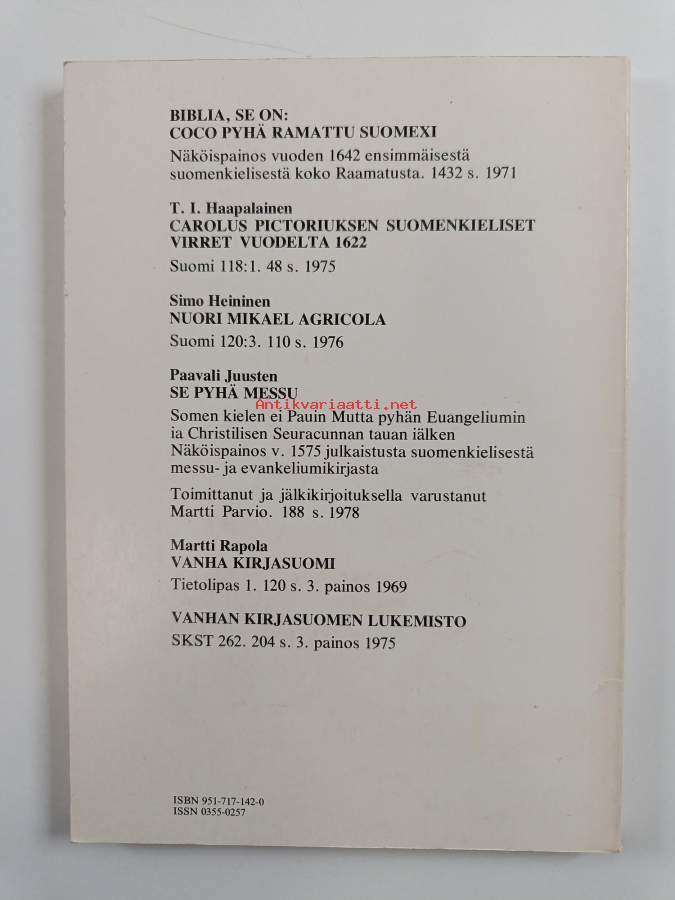 BIBLIA, SE ON:
COCO PYHÄ RAMATTU SUOMEXI
Näköispainos vuoden 1642 ensimmäisestä
suomenkielisestä koko Raamatusta. 1432 s. 1971
T. I. Haapalainen
CAROLUS PICTORIUKSEN SUOMENKIELISET
VIRRET VUODELTA 1622
Suomi 118:1. 48 s. 1975
Simo Heininen
NUORI MIKAEL AGRICOLA
Suomi 120:3. 110 s. 1976
Paavali Juusten
SE PYHÄ MESSU
Antikvariaatti.net
Somen kielen ei Pauin Mutta pyhän Euangeliumin
ia Christilisen Seuracunnan tauan iälken
Näköispainos v. 1575 julkaistusta suomenkielisestä
messu- ja evankeliumikirjasta
Toimittanut ja jälkikirjoituksella varustanut
Martti Parvio. 188 s. 1978
Martti Rapola
VANHA KIRJASUOMI
Tietolipas 1. 120 s. 3. painos 1969
VANHAN KIRJASUOMEN LUKEMISTO
SKST 262. 204 s. 3. painos 1975
ISBN 951-717-142-0
ISSN 0355-0257